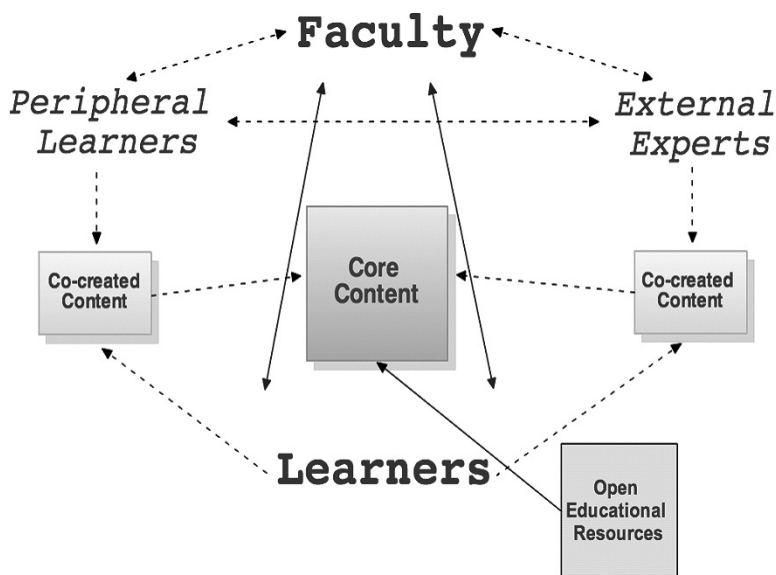 Faculty
Peripheral
Learners
External
Experts
Co-created
Content
Core
Content
Co-created
Content
Learners
Open
Educational
Resources